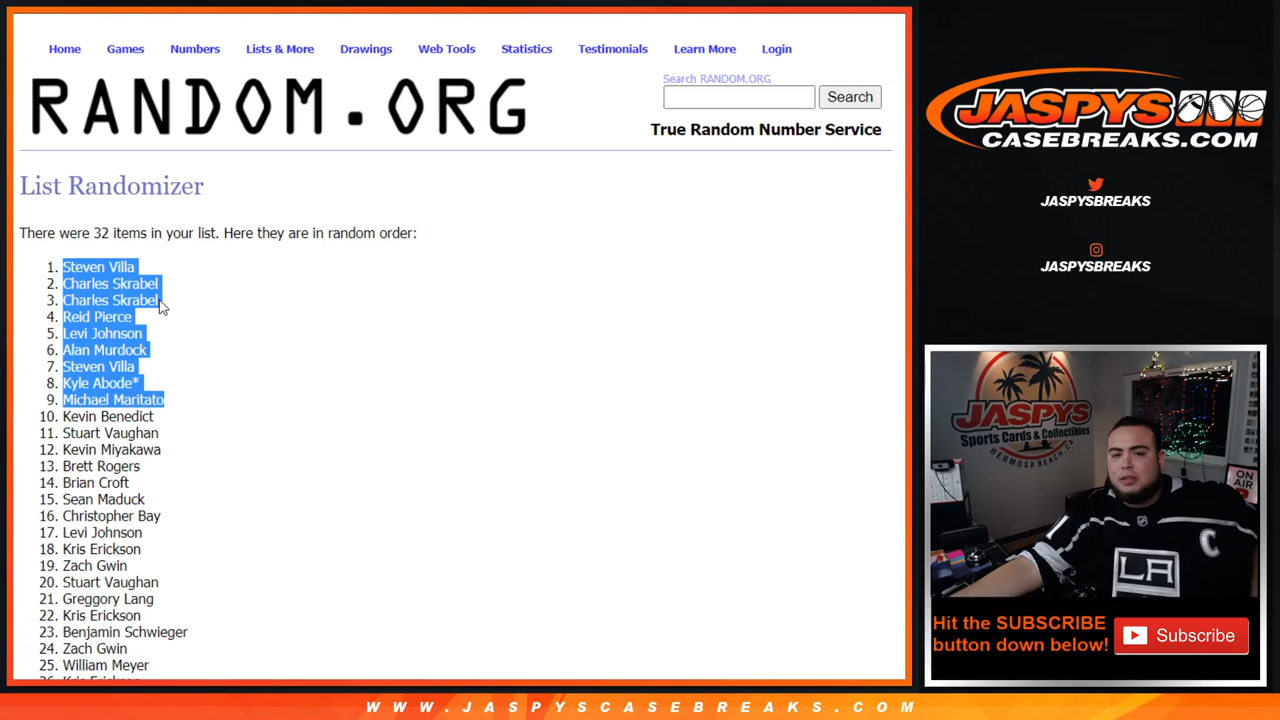 Home Games Numbers Lists & More Drawings Web Tools Statistics Testimonials Learn More Login
RANDOM.ORG
Search RANDOM.ORG
Search
True Random Number Service
List Randomizer
There were 32 items in your list. Here they are in random order:
1. Steven Villa
2. Charles Skrabel
3. Charles Skrabel
4. Reid Pierce
5. Levi Johnson
6. Alan Murdock
7. Steven Villa
8. Kyle Abode*
9. Michael Maritato
10. Kevin Benedict
11. Stuart Vaughan
12. Kevin Miyakawa
13. Brett Rogers
14. Brian Croft
15. Sean Maduck
16. Christopher Bay
17. Levi Johnson
18. Kris Erickson
19. Zach Gwin
20. Stuart Vaughan
21. Greggory Lang
22. Kris Erickson
23. Benjamin Schwieger
24. Zach Gwin
25. William Meyer
26. Kris Erickson
JASPYS
CASEBREAKS.COM
JASPYSBREAKS
JASPYSBREAKS
JASPYS
Sports Cards & Collectibles
HERMOSA BEACH, CA
ON
AIR
C
LA
Hit the SUBSCRIBE
button down below!
Subscribe
WWW.JASPYSCASEBREAKS.COM